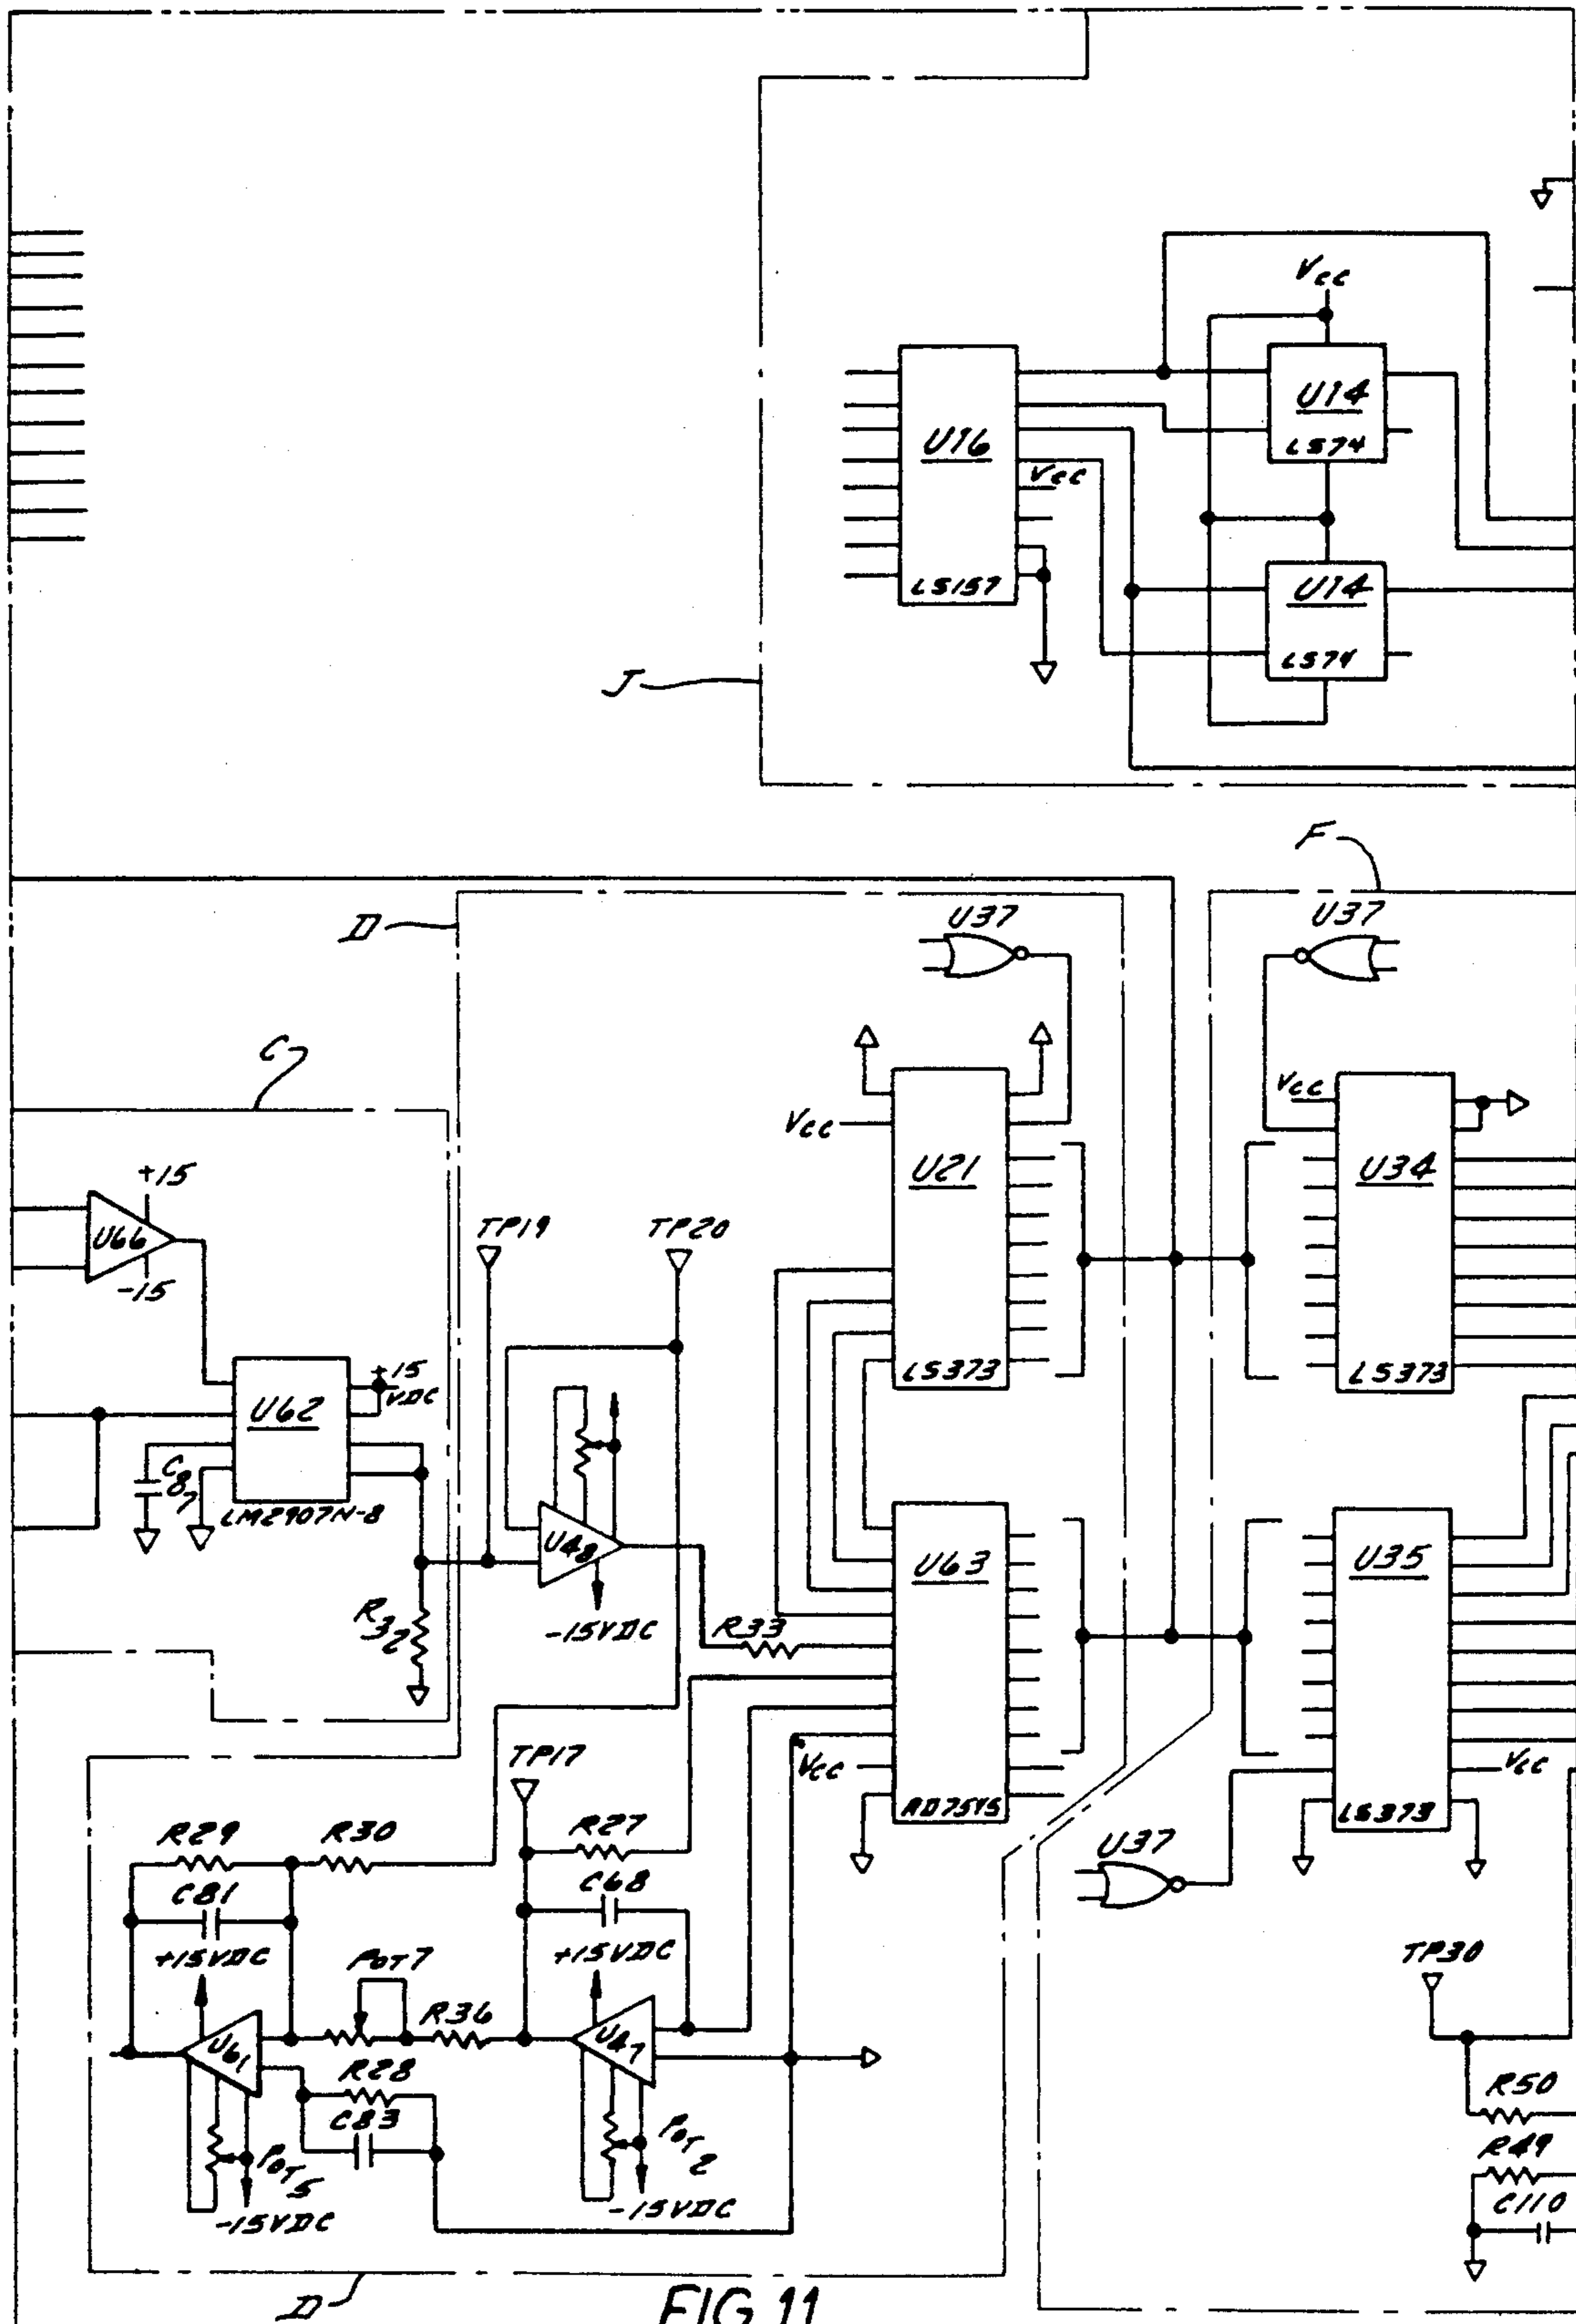 Vcc
U14
LS74
U16
Vcc
LS157
U14
LS74
J
F
D
U37
U37
C
Vcc
Vcc
U21
U34
+15
U66
-15
TP19
TP20
LS373
LS373
+15
VDC
U62
C87
LM2907N-8
U48
U63
U35
R32
-15VDC
R33
TP17
Vcc
Vcc
AD7545
LS373
R29
R30
R27
U37
C81
C68
+15VDC
POT7
+15VDC
TP30
R36
U61
U47
R28
R50
C83
POT5
POT2
R49
-15VDC
-15VDC
C110
D
FIG.11